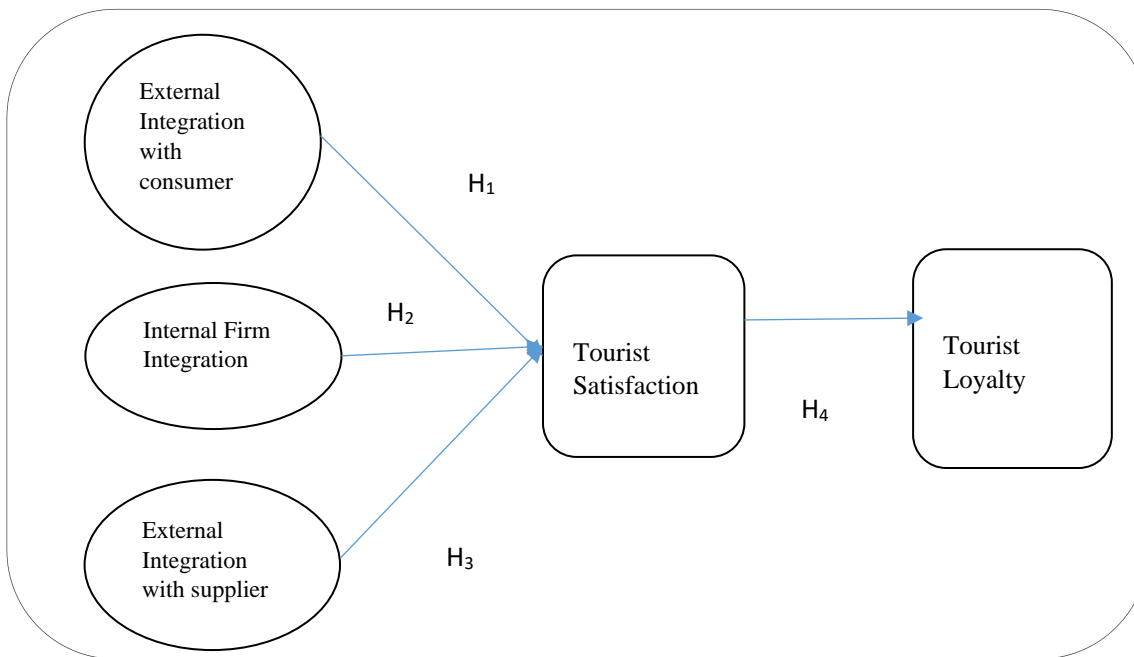 External
Integration
with
consumer
H₁
Internal Firm
Integration
H₂
Tourist
Satisfaction
Tourist
Loyalty
H₄
External
Integration
with supplier
H₃